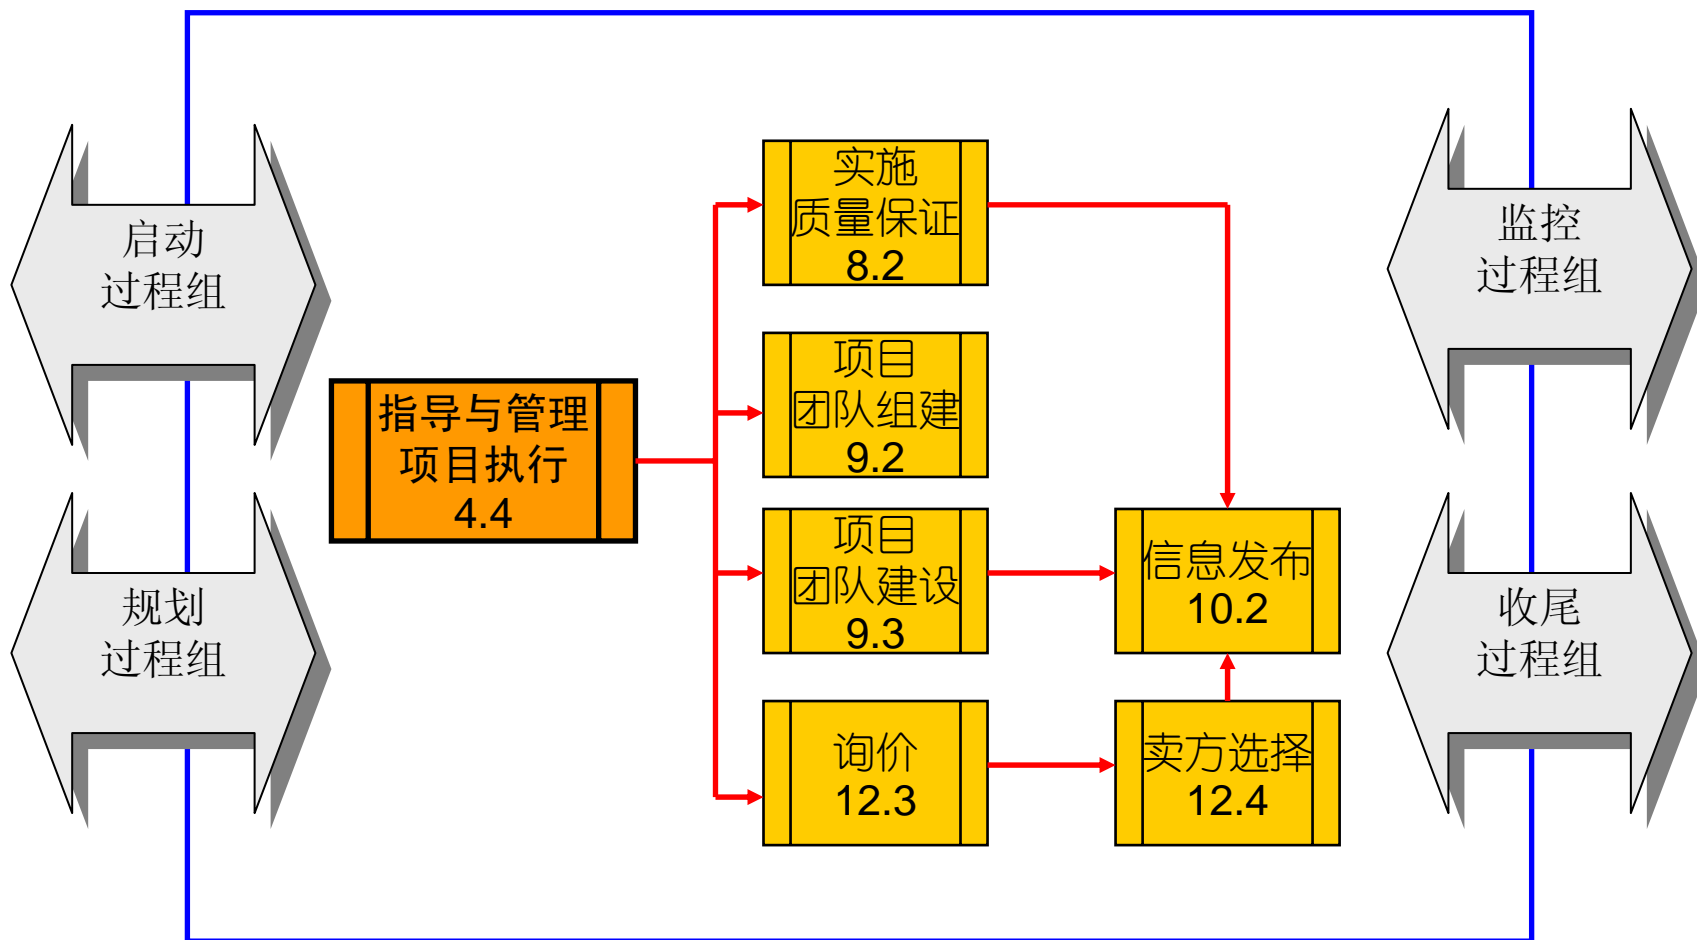 启动
过程组
规划
过程组
指导与管理
项目执行
4.4
实施
质量保证
8.2
项目
团队组建
9.2
项目
团队建设
9.3
询价
12.3
信息发布
10.2
卖方选择
12.4
监控
过程组
收尾
过程组